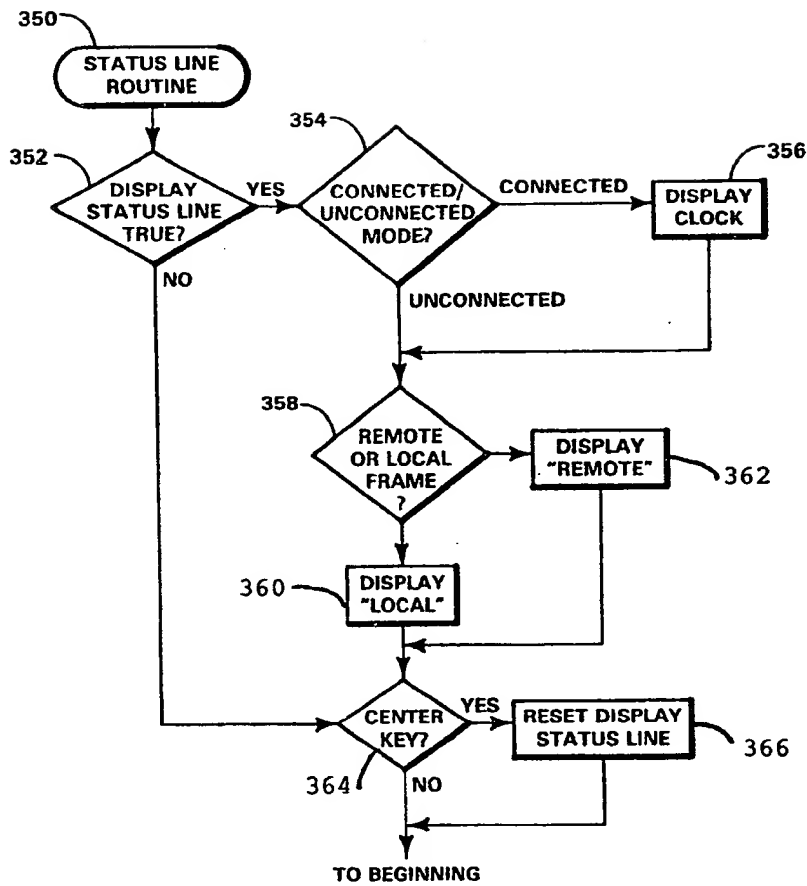 350
STATUS LINE
ROUTINE
352
DISPLAY
STATUS LINE
TRUE?
YES
NO
354
CONNECTED/
UNCONNECTED
MODE?
CONNECTED
UNCONNECTED
356
DISPLAY
CLOCK
358
REMOTE
OR LOCAL
FRAME
?
DISPLAY
"REMOTE"
362
360
DISPLAY
"LOCAL"
CENTER
KEY?
364
YES
NO
RESET DISPLAY
STATUS LINE
366
TO BEGINNING